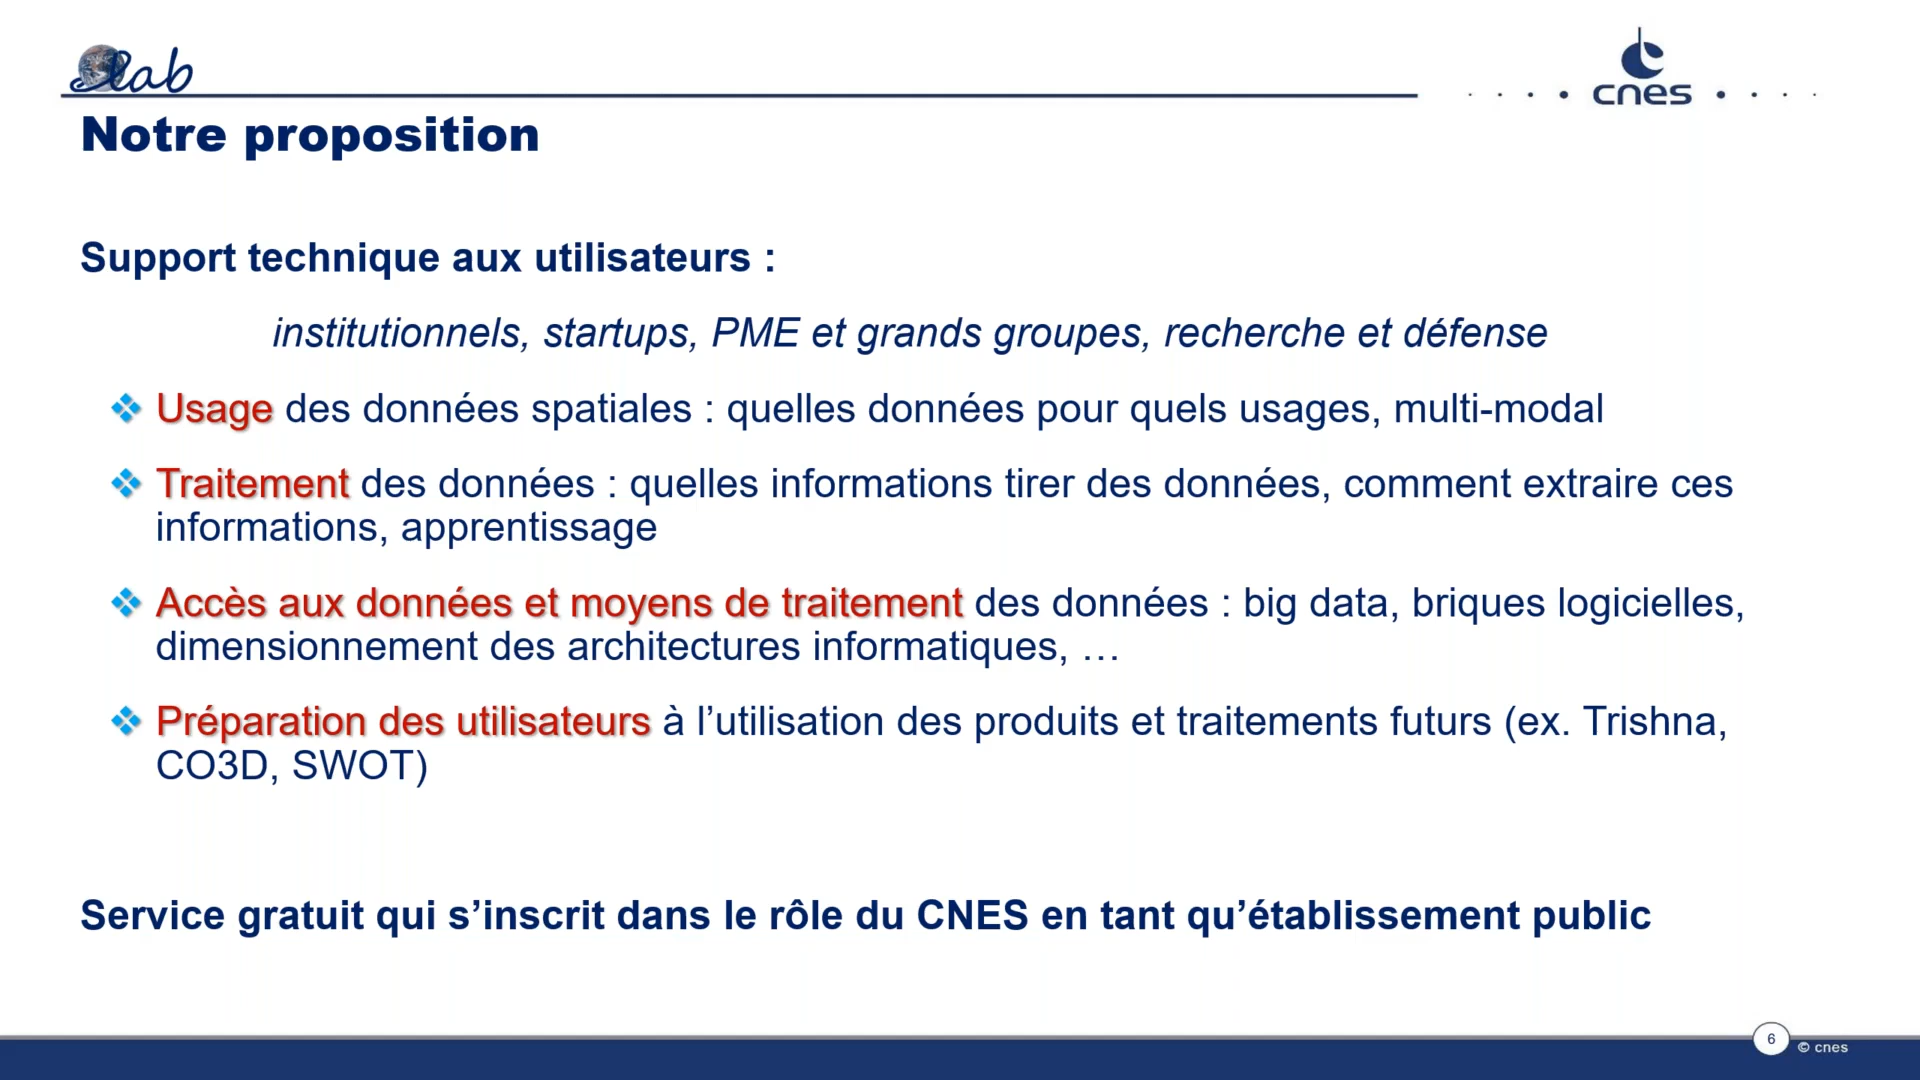 lab
cnes
Notre proposition
Support technique aux utilisateurs :
institutionnels, startups, PME et grands groupes, recherche et défense
Usage des données spatiales : quelles données pour quels usages, multi-modal
Traitement des données : quelles informations tirer des données, comment extraire ces
informations, apprentissage
Accès aux données et moyens de traitement des données : big data, briques logicielles,
dimensionnement des architectures informatiques, …
Préparation des utilisateurs à l’utilisation des produits et traitements futurs (ex. Trishna,
CO3D, SWOT)
Service gratuit qui s’inscrit dans le rôle du CNES en tant qu’établissement public
6
© cnes